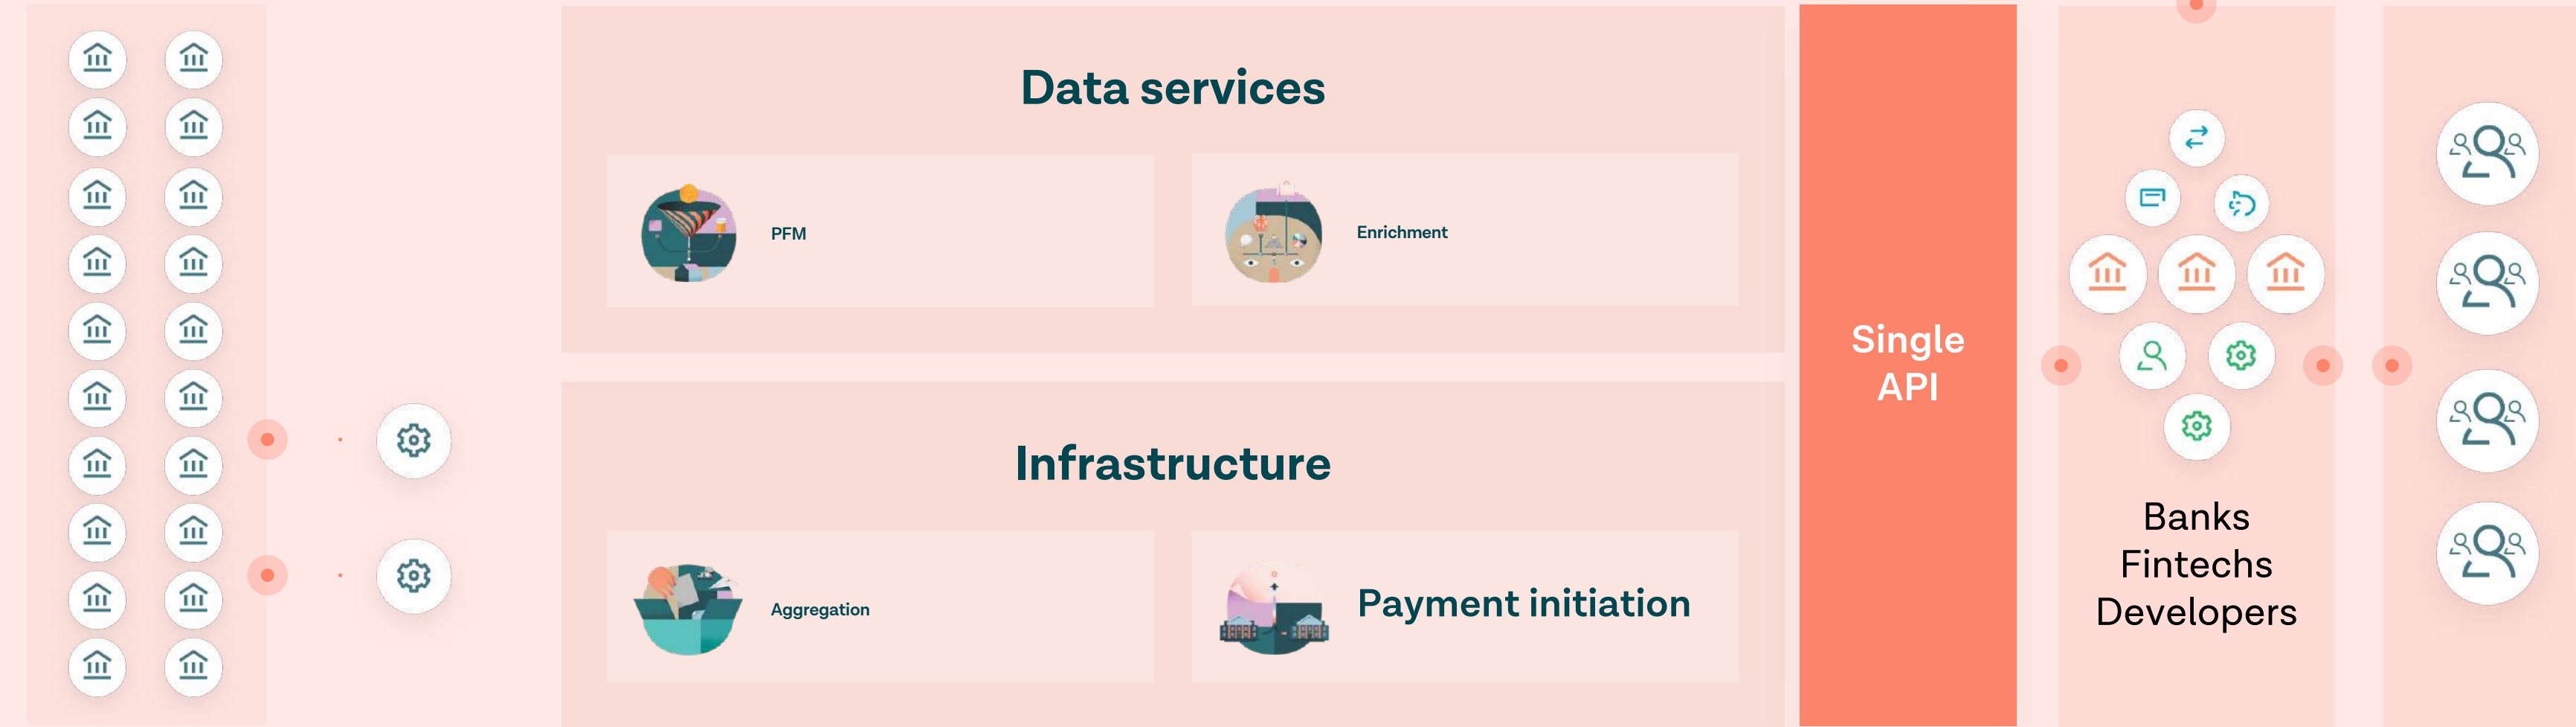 Data services
PFM
Enrichment
Infrastructure
Aggregation
Payment initiation
Single
API
Banks
Fintechs
Developers